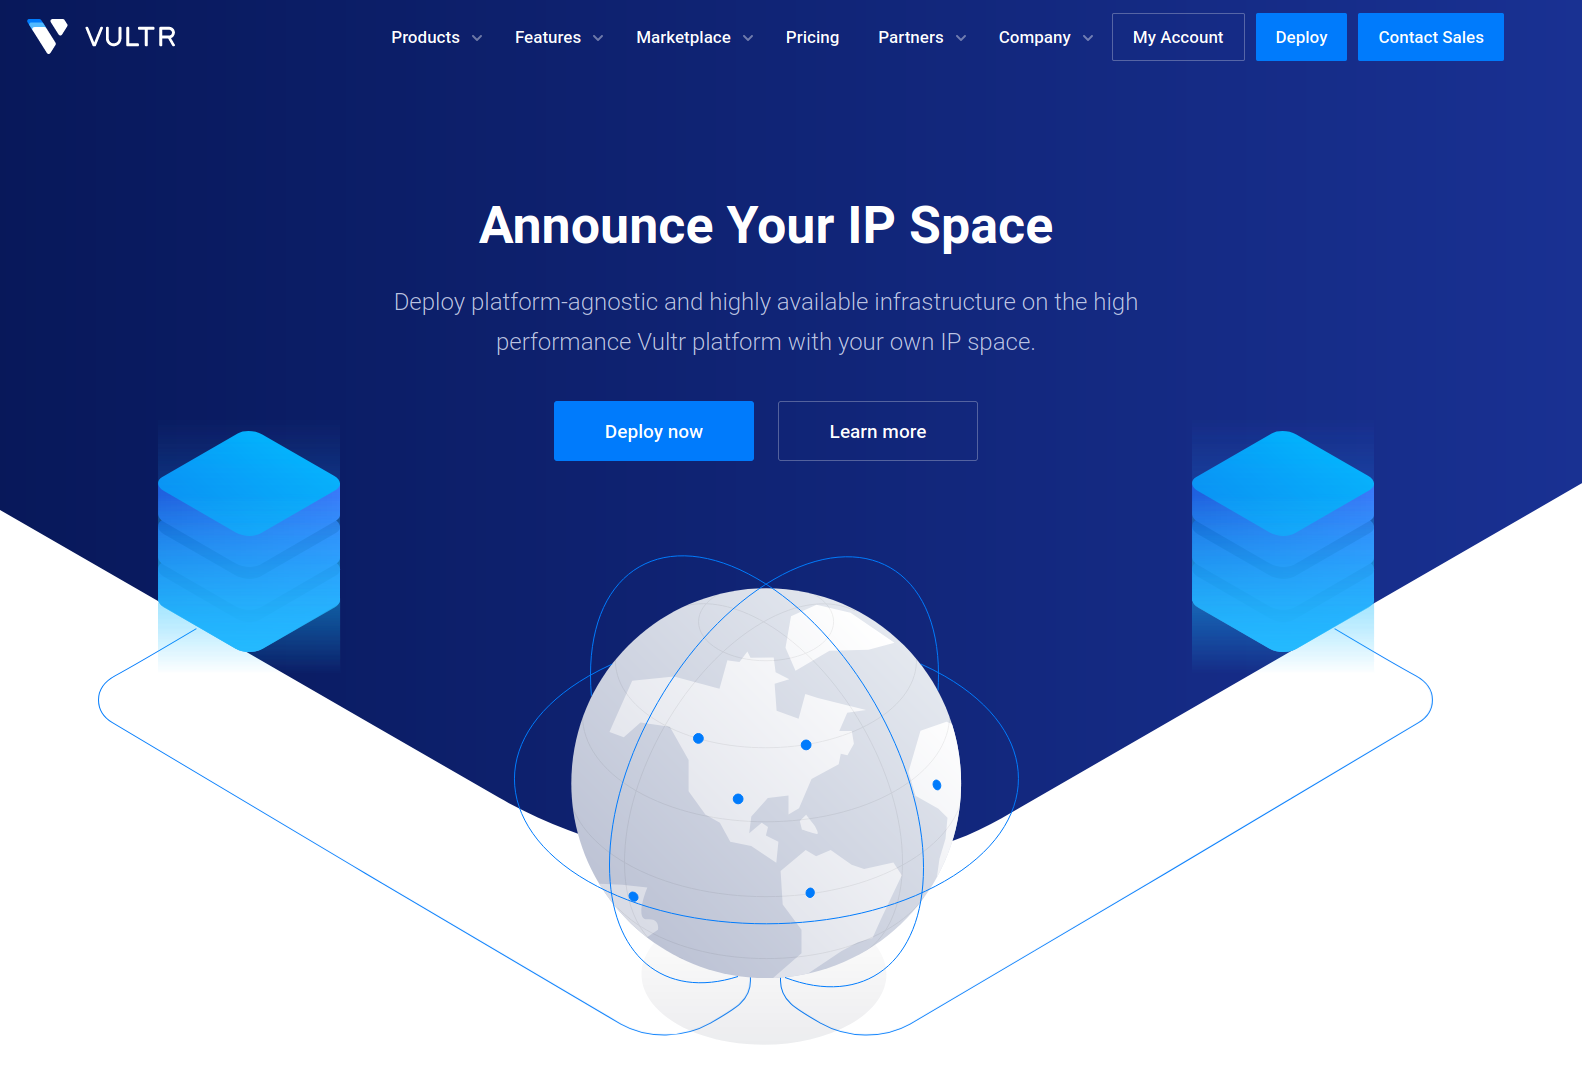 VULTR
Products Features Marketplace Pricing Partners Company My Account Deploy Contact Sales
Announce Your IP Space
Deploy platform-agnostic and highly available infrastructure on the high
performance Vultr platform with your own IP space.
Deploy now Learn more